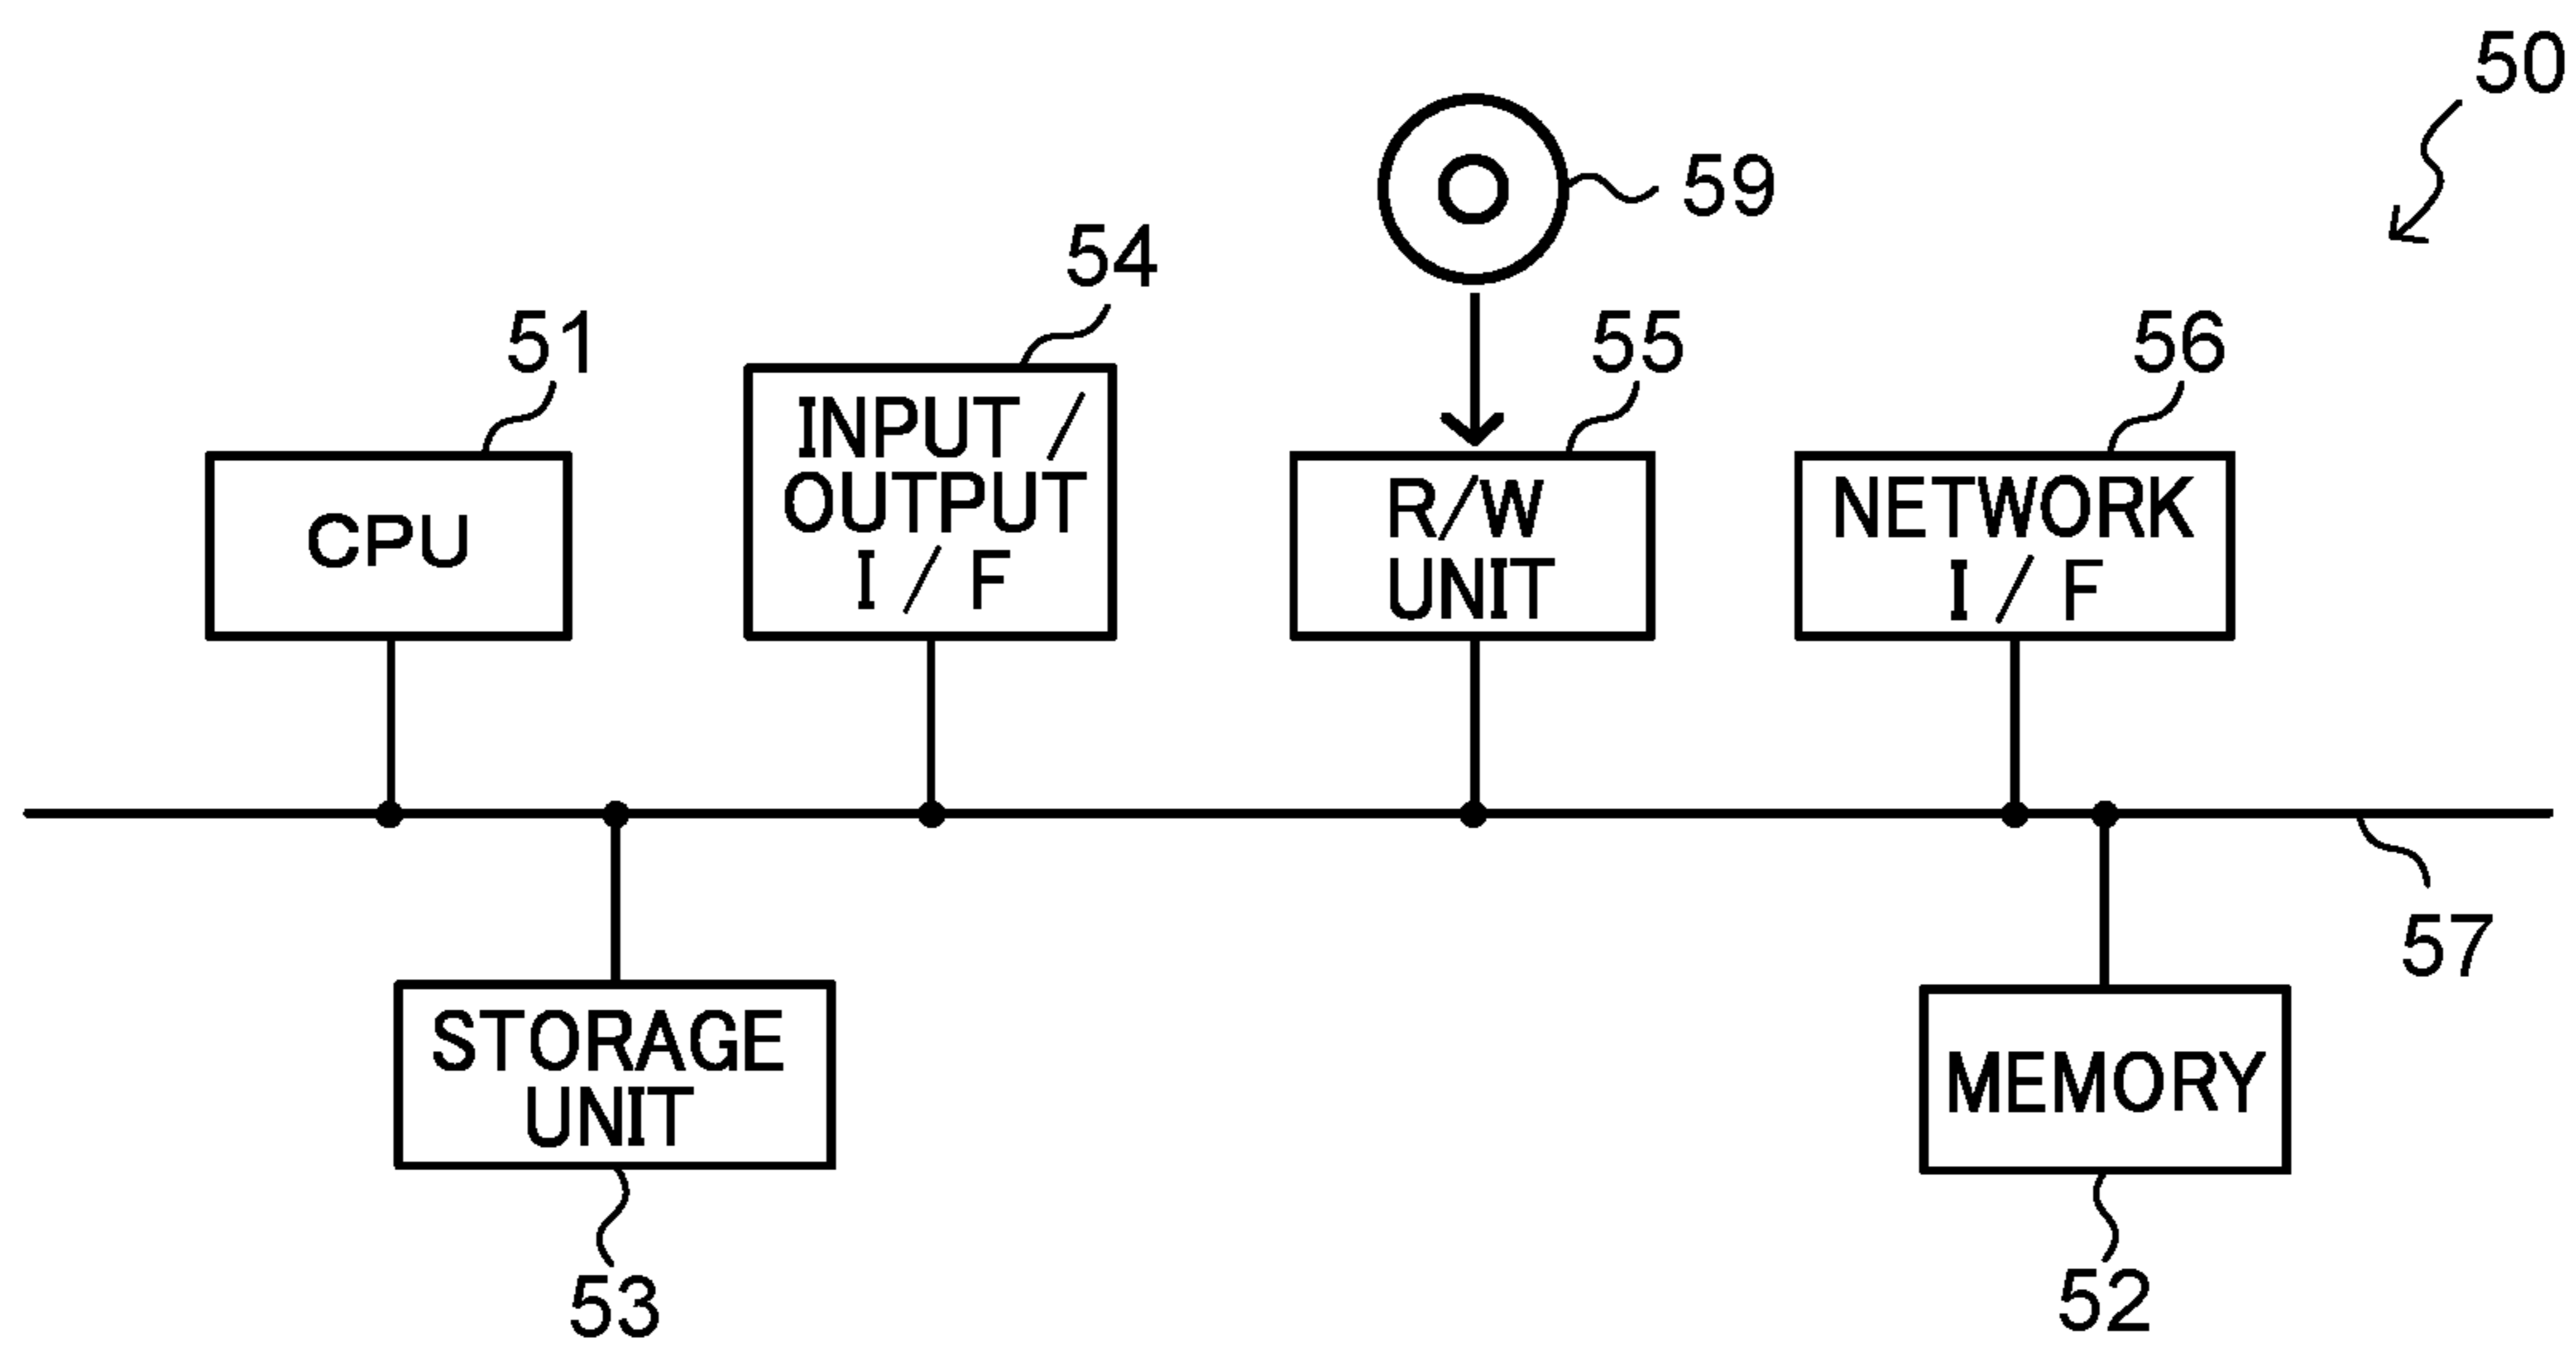 50
59
54
51
55
56
INPUT /
OUTPUT
I / F
CPU
R/W
UNIT
NETWORK
I / F
57
STORAGE
UNIT
MEMORY
53
52